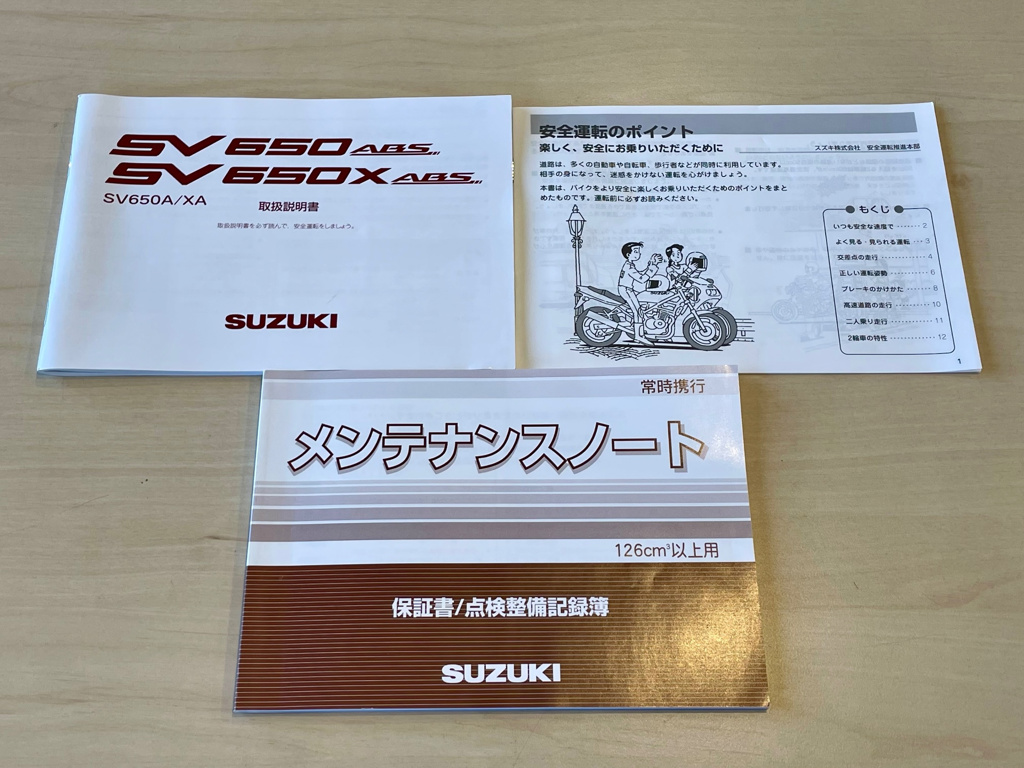 SV650ABS
SV650X ABS
SV650A/XA 取扱説明書
取扱説明書を必ず読んで、安全運転をしましょう。
SUZUKI
安全運転のポイント
楽しく、安全にお乗りいただくために
スズキ株式会社 安全運転推進本部
道路は、多くの自動車や自転車、歩行者などが同時に利用しています。
相手の身になって、迷惑をかけない運転を心がけましょう。
本書は、バイクをより安全に楽しくお乗りいただくためのポイントをまと
めたものです。運転前に必ずお読みください。
●もくじ●
いつも安全な速度で ········ 2
よく見る・見られる運転 ···· 3
交差点の走行 ············· 4
正しい運転姿勢 ··········· 6
ブレーキのかけかた ······· 8
高速道路の走行 ·········· 10
二人乗り走行 ············ 11
2輪車の特性 ············ 12
1
常時携行
メンテナンスノート
126cm³以上用
保証書/点検整備記録簿
SUZUKI